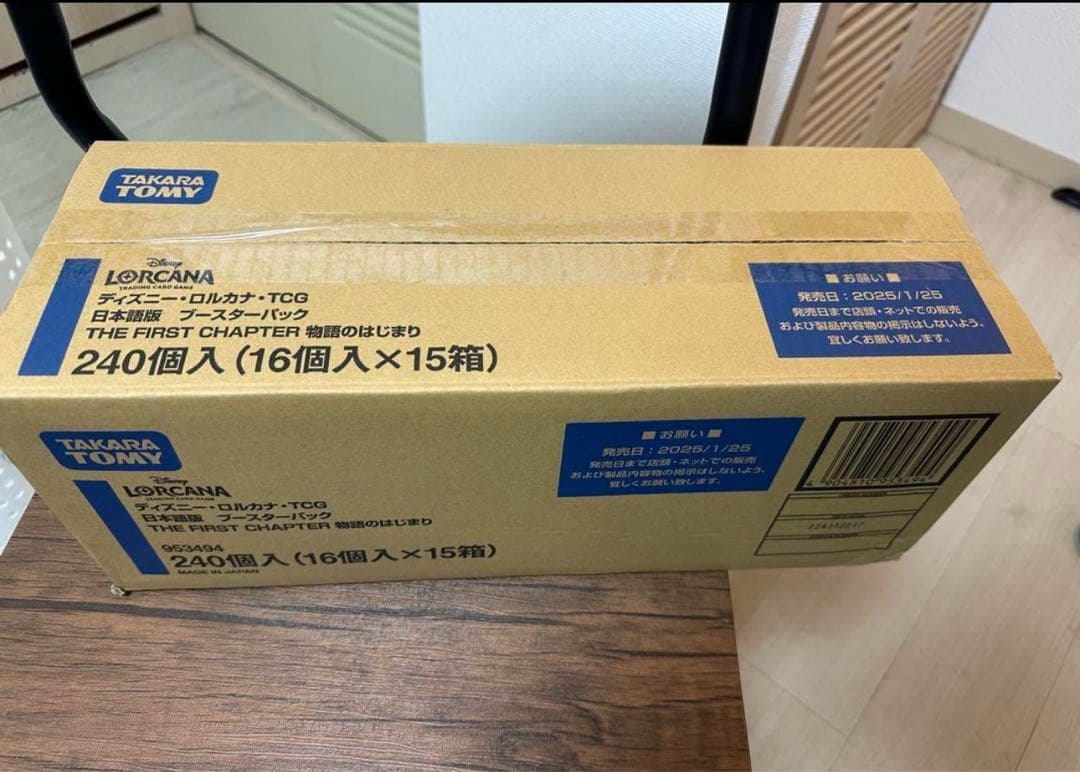 TAKARA
TOMY
Disney
LORCANA
TRADING CARD GAME
ディズニー・ロルカナ・TCG
日本語版 ブースターパック
THE FIRST CHAPTER 物語のはじまり
240個入(16個入×15箱)
■お願い■
発売日:2025/1/25
発売日まで店頭・ネットでの販売
および製品内容物の掲示はしないよう、
宜しくお願い致します。
TAKARA
TOMY
Disney
LORCANA
TRADING CARD GAME
ディズニー・ロルカナ・TCG
日本語版 ブースターパック
THE FIRST CHAPTER 物語のはじまり
953494
240個入(16個入×15箱)
MADE IN JAPAN
■お願い■
発売日:2025/1/25
発売日まで店頭・ネットでの販売
および製品内容物の掲示はしないよう、
宜しくお願い致します。